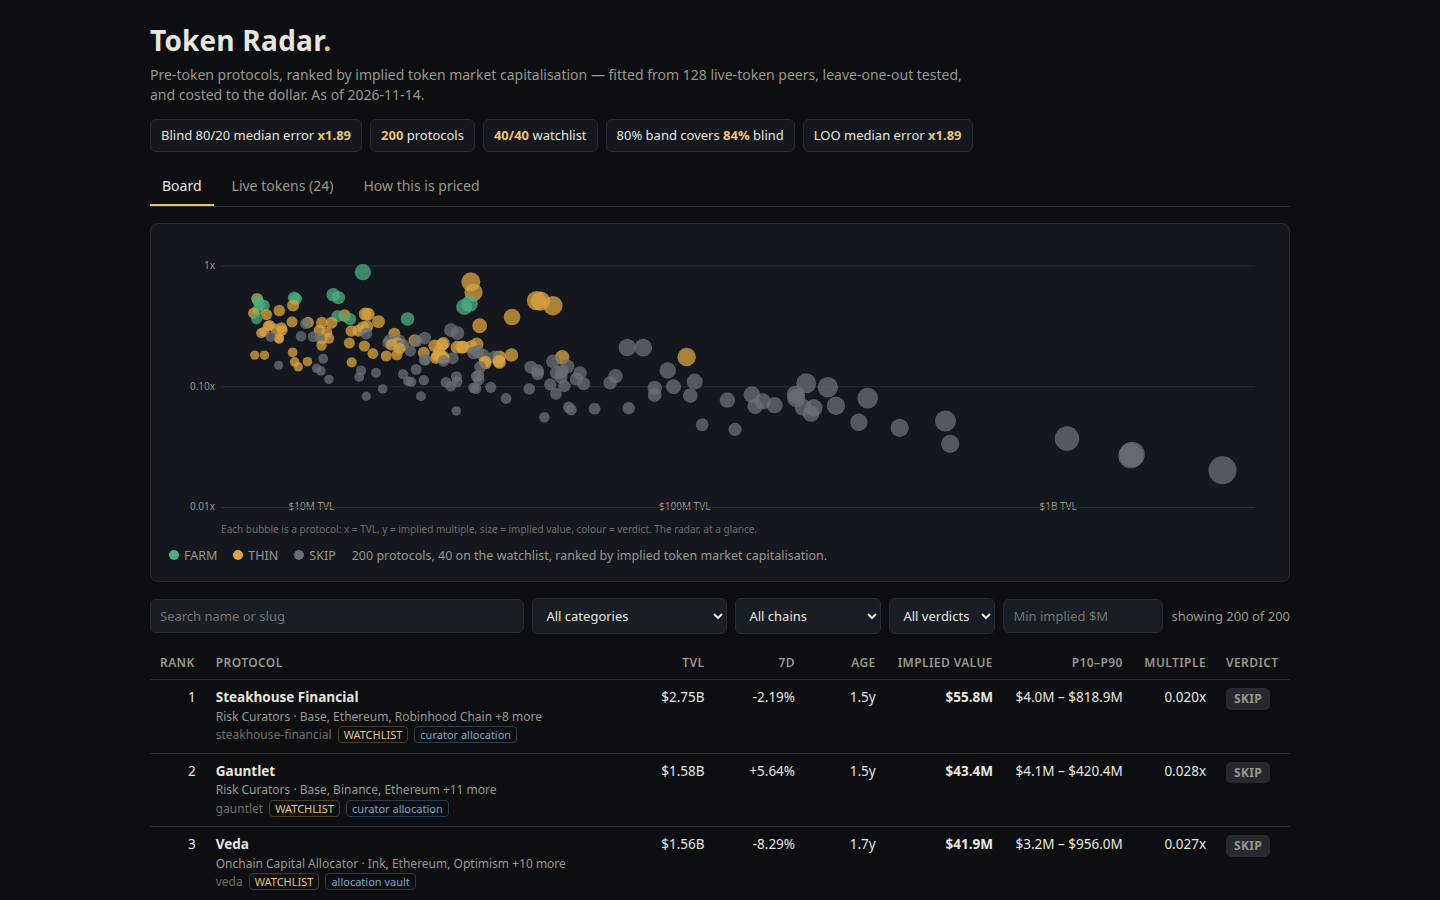 Token Radar.
Pre-token protocols, ranked by implied token market capitalisation — fitted from 128 live-token peers, leave-one-out tested,
and costed to the dollar. As of 2026-11-14.
Blind 80/20 median error x1.89
200 protocols
40/40 watchlist
80% band covers 84% blind
LOO median error x1.89
Board
Live tokens (24)
How this is priced
1x
0.10x
0.01x
$10M TVL
$100M TVL
$1B TVL
Each bubble is a protocol: x = TVL, y = implied multiple, size = implied value, colour = verdict. The radar, at a glance.
FARM
THIN
SKIP
200 protocols, 40 on the watchlist, ranked by implied token market capitalisation.
Search name or slug
All categories
All chains
All verdicts
Min implied $M
showing 200 of 200
RANK PROTOCOL TVL 7D AGE IMPLIED VALUE P10–P90 MULTIPLE VERDICT
1 Steakhouse Financial $2.75B -2.19% 1.5y $55.8M $4.0M – $818.9M 0.020x SKIP
Risk Curators · Base, Ethereum, Robinhood Chain +8 more
steakhouse-financial WATCHLIST curator allocation
2 Gauntlet $1.58B +5.64% 1.5y $43.4M $4.1M – $420.4M 0.028x SKIP
Risk Curators · Base, Binance, Ethereum +11 more
gauntlet WATCHLIST curator allocation
3 Veda $1.56B -8.29% 1.7y $41.9M $3.2M – $956.0M 0.027x SKIP
Onchain Capital Allocator · Ink, Ethereum, Optimism +10 more
veda WATCHLIST allocation vault